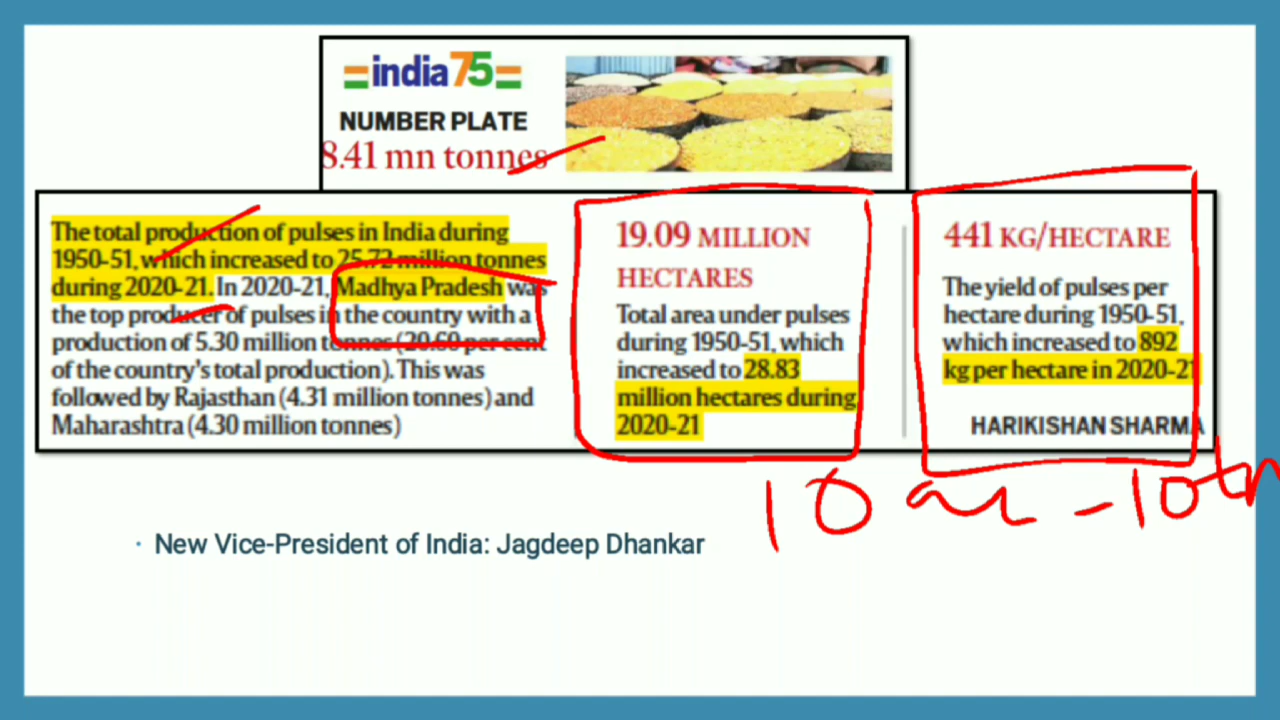 india 75
NUMBER PLATE
8.41 mn tonnes
The total production of pulses in India during
1950-51, which increased to 25.72 million tonnes
during 2020-21. In 2020-21, Madhya Pradesh was
the top producer of pulses in the country with a
production of 5.30 million tonnes (20.60 per cent
of the country's total production). This was
followed by Rajasthan (4.31 million tonnes) and
Maharashtra (4.30 million tonnes)
19.09 MILLION
HECTARES
Total area under pulses
during 1950-51, which
increased to 28.83
million hectares during
2020-21
441 KG/HECTARE
The yield of pulses per
hectare during 1950-51,
which increased to 892
kg per hectare in 2020-21
HARIKISHAN SHARMA
10 - 10
· New Vice-President of India: Jagdeep Dhankar